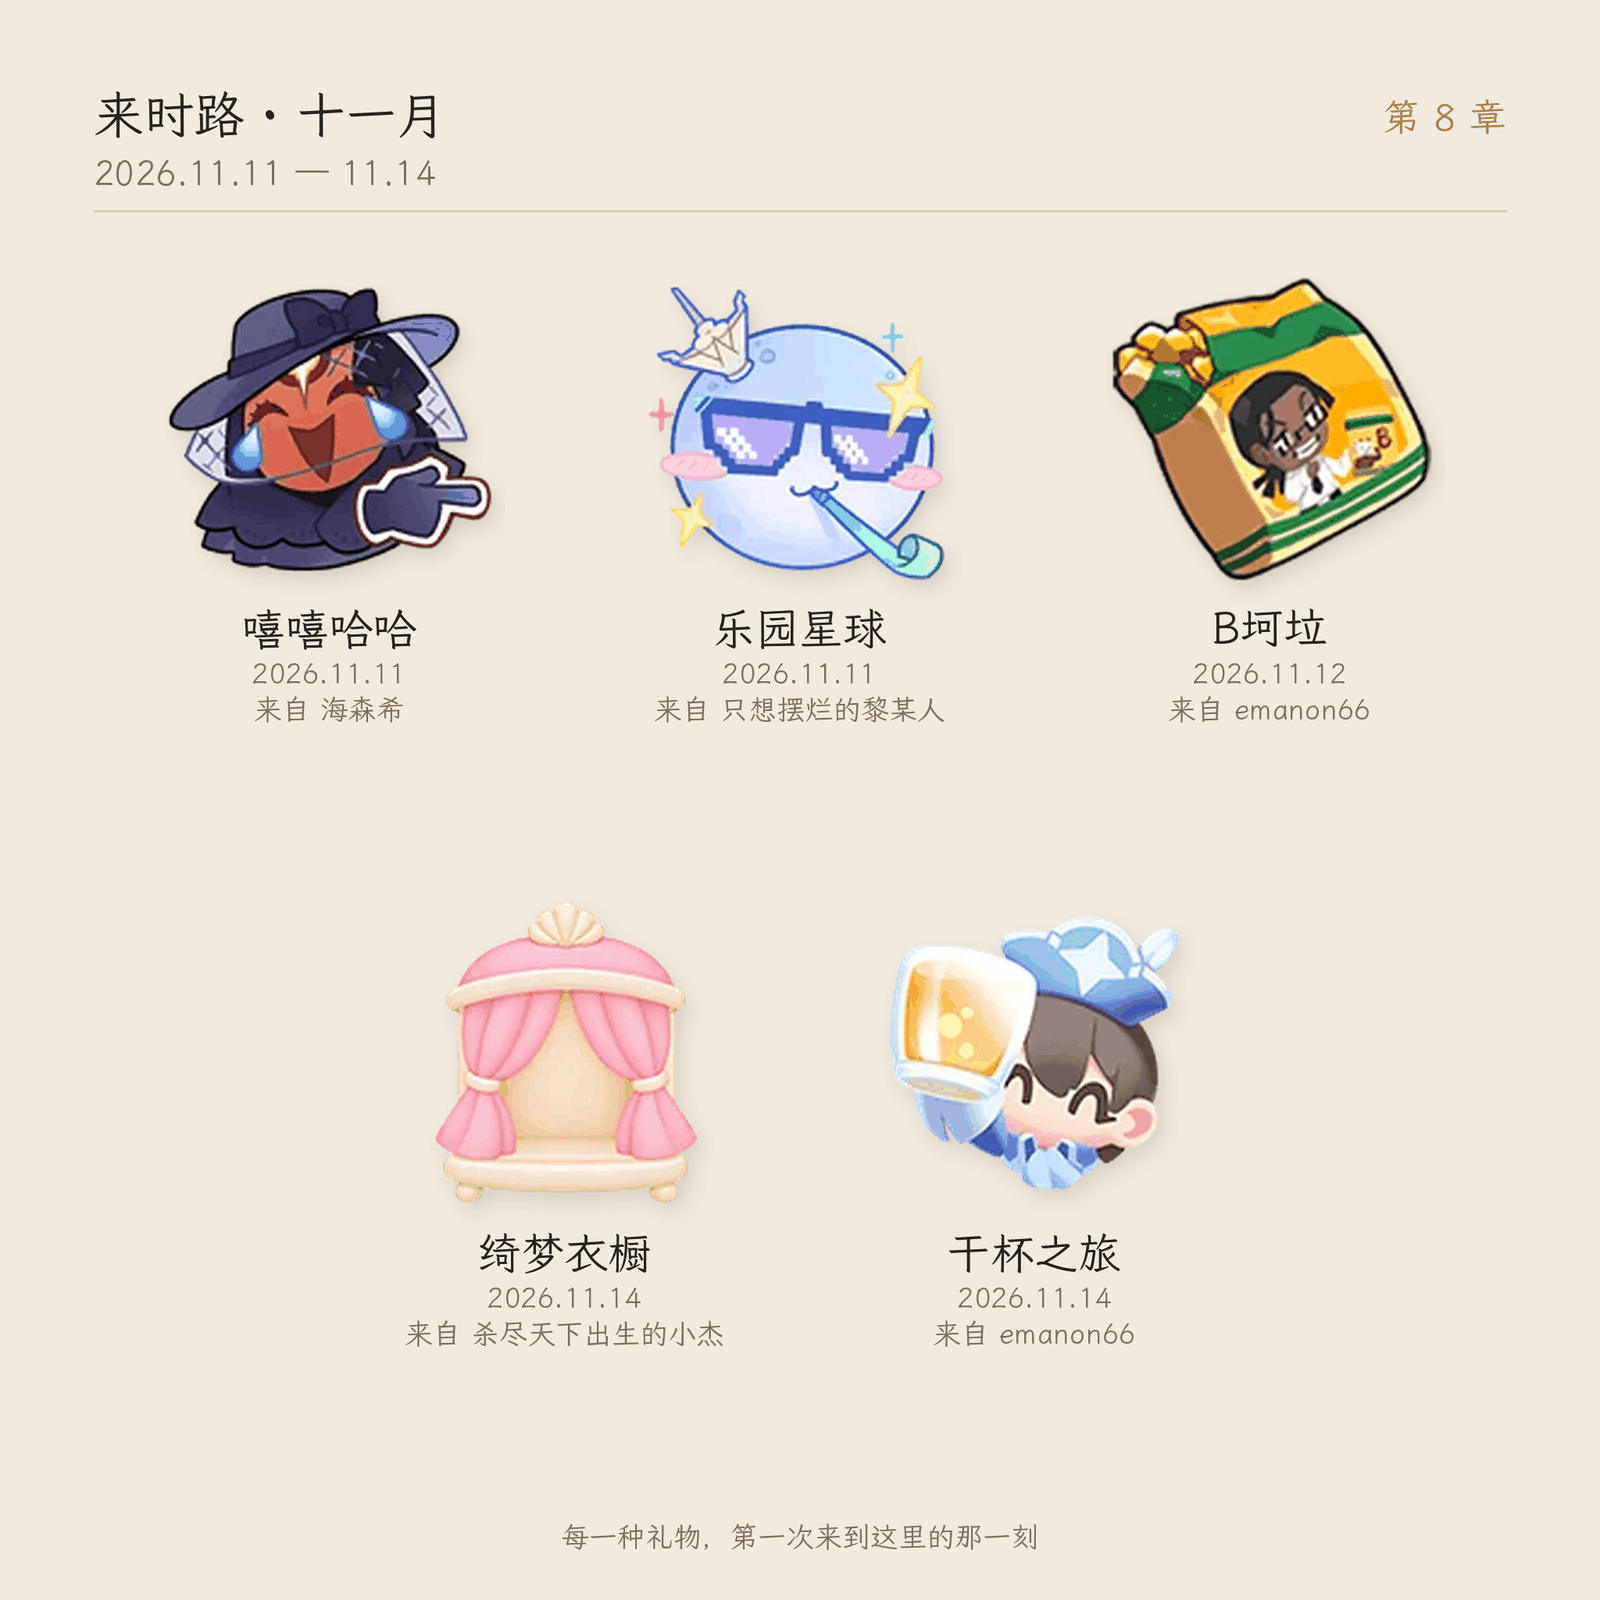 来时路·十一月
第 8 章
2026.11.11 — 11.14
嘻嘻哈哈
2026.11.11
来自 海森希
乐园星球
2026.11.11
来自 只想摆烂的黎某人
B坷垃
2026.11.12
来自 emanon66
绮梦衣橱
2026.11.14
来自 杀尽天下出生的小杰
干杯之旅
2026.11.14
来自 emanon66
每一种礼物，第一次来到这里的那一刻